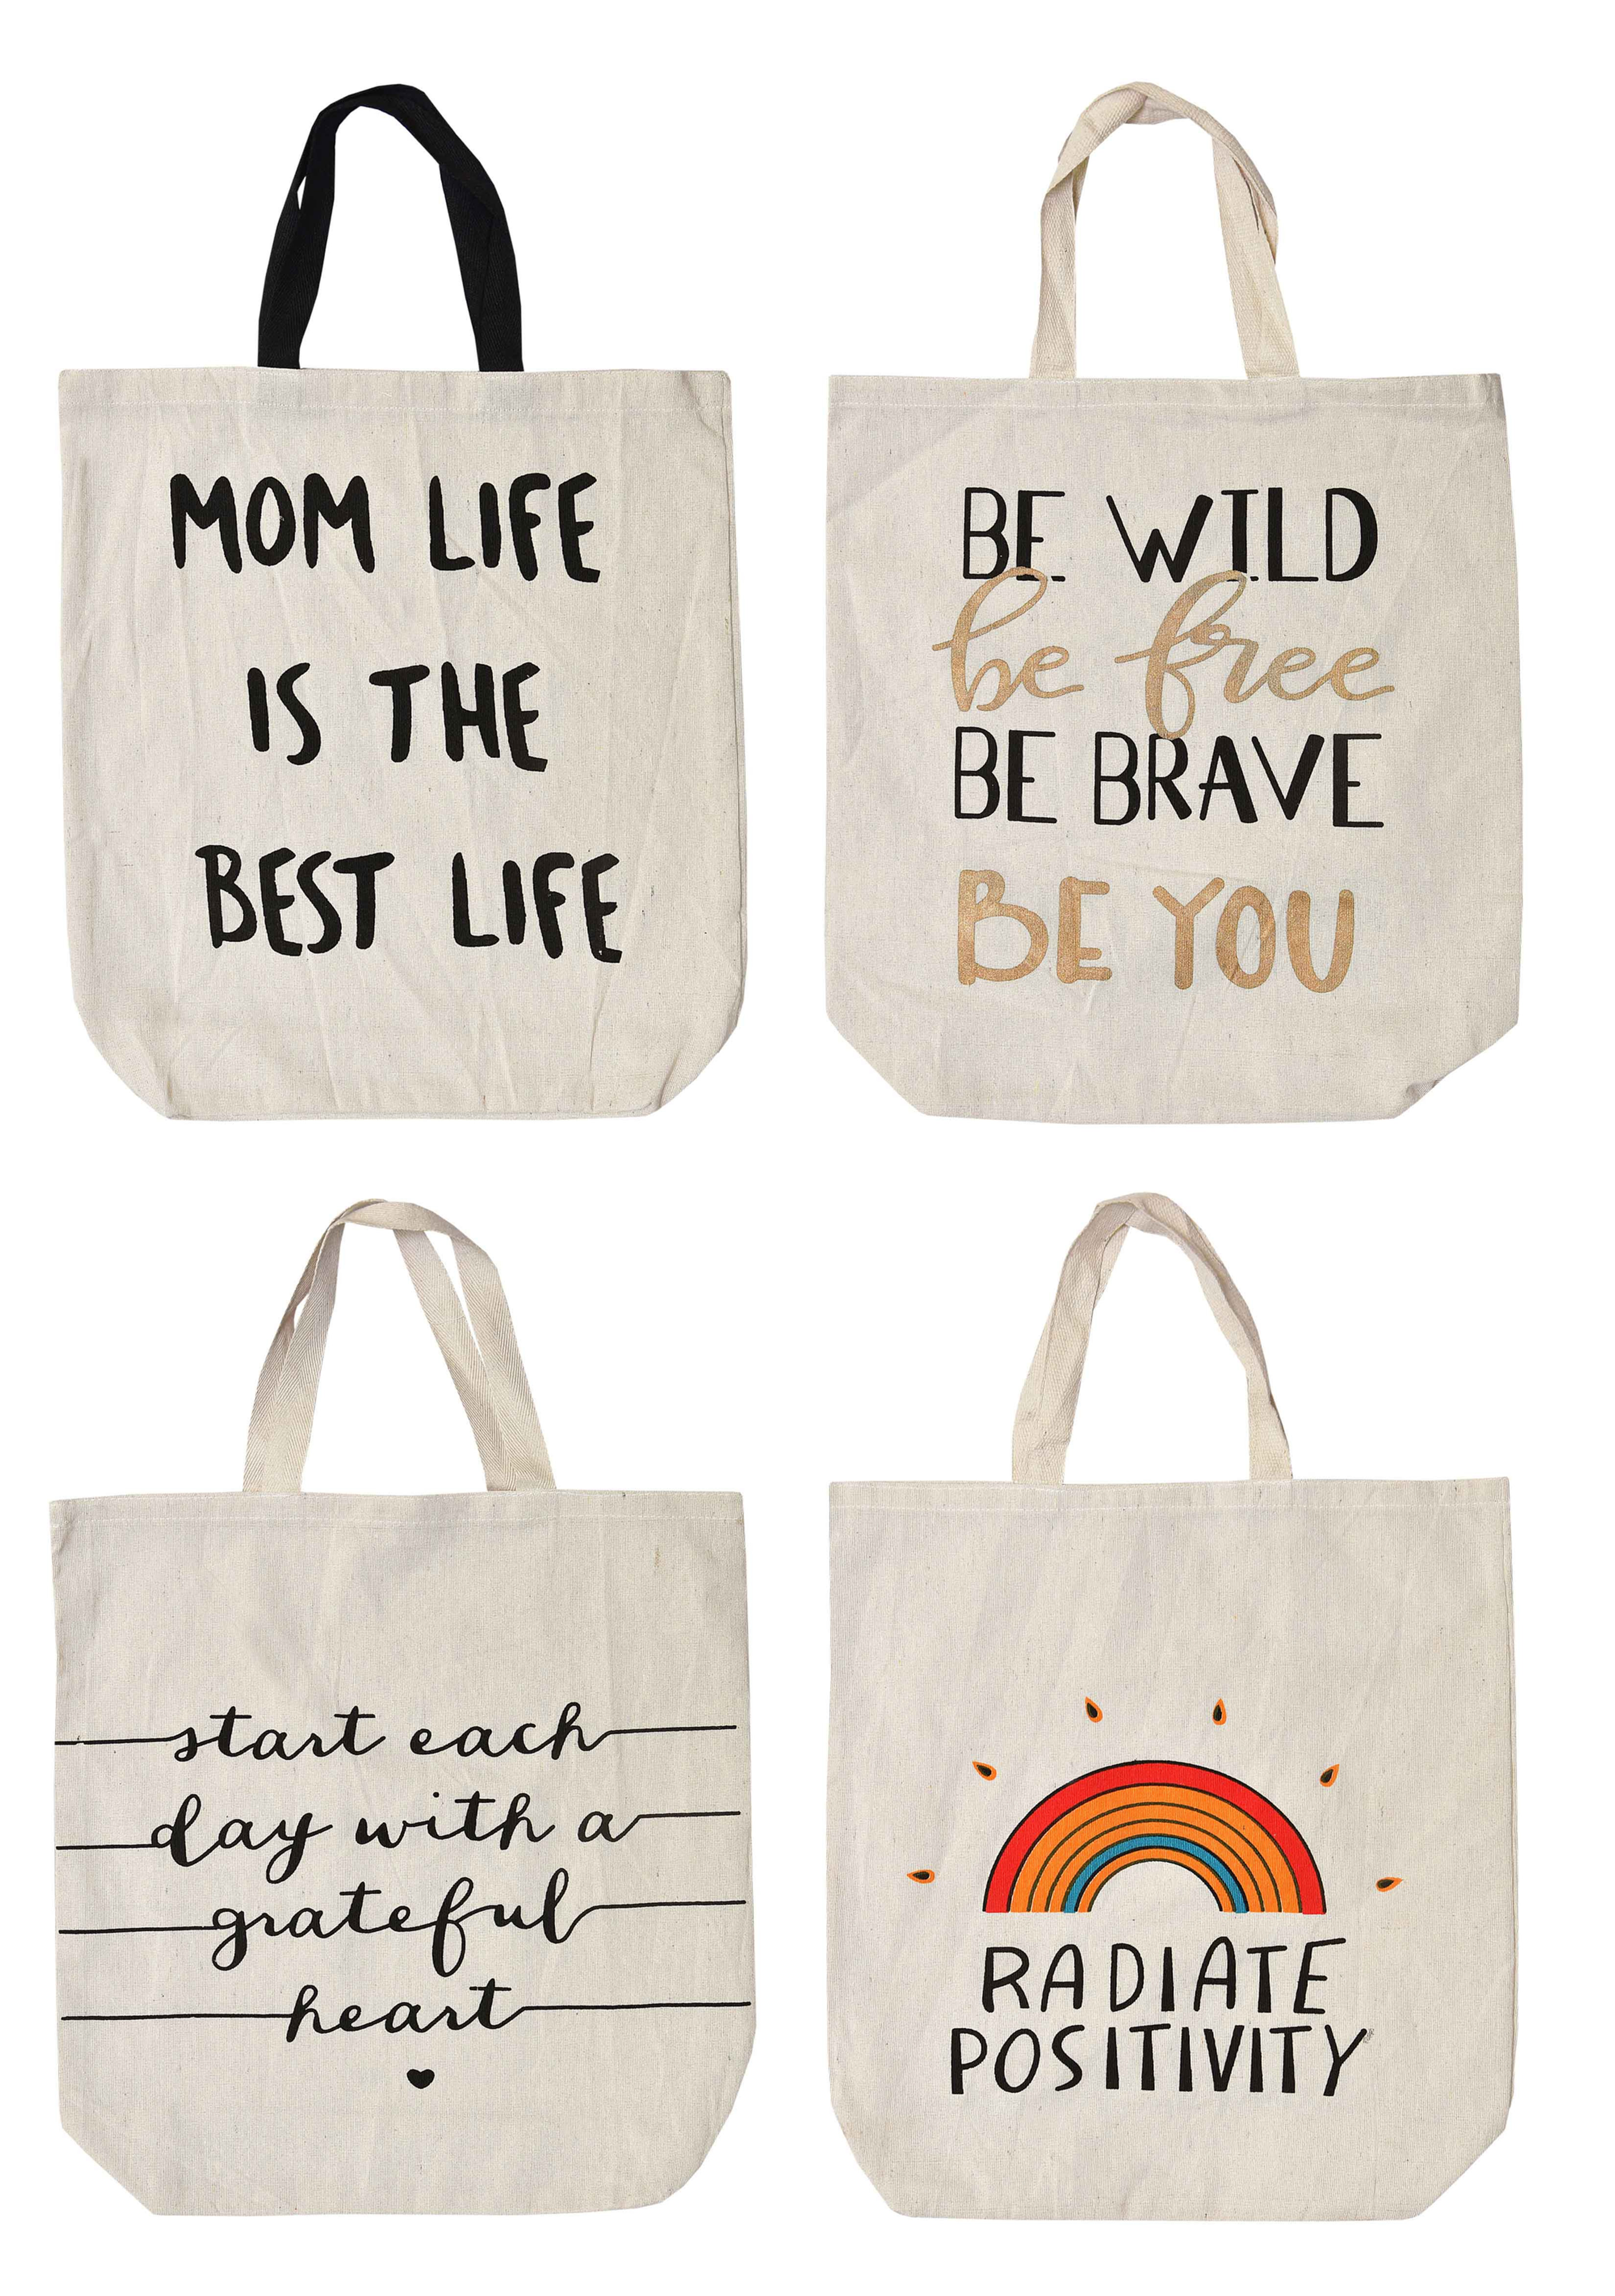 MOM LIFE
IS THE
BEST LIFE
BE WILD
be free
BE BRAVE
BE YOU
start each
day with a
grateful
heart
RADIATE
POSITIVITY